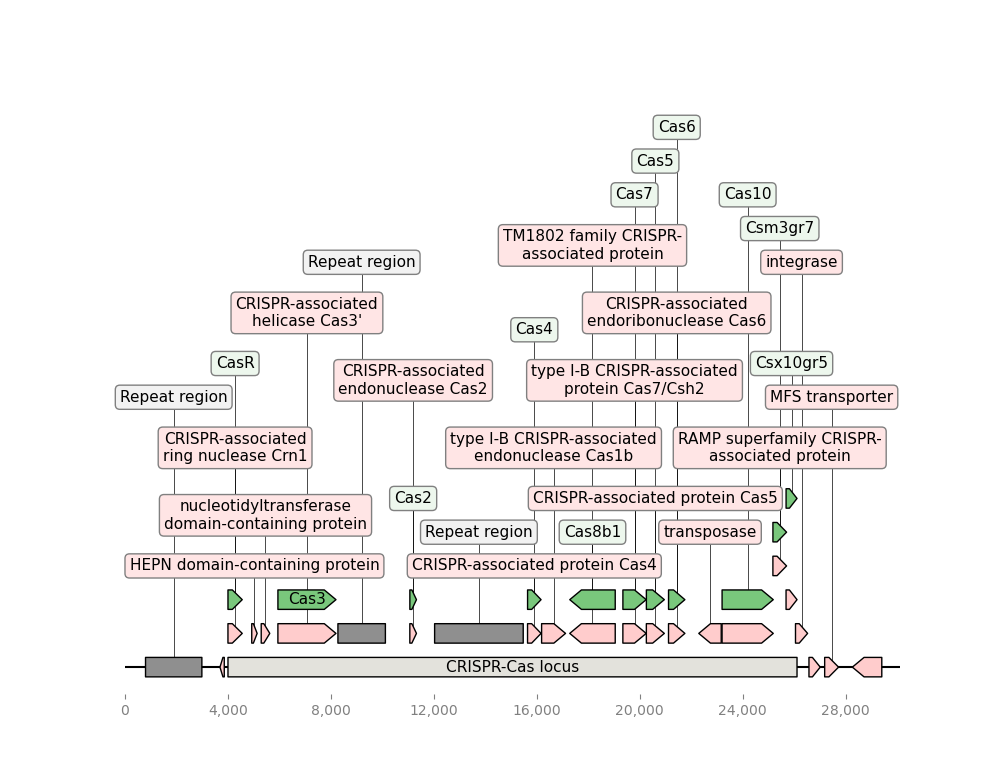 Cas6
Cas5
Cas7
Cas10
Csm3gr7
TM1802 family CRISPR-
associated protein
Repeat region
integrase
CRISPR-associated
helicase Cas3'
CRISPR-associated
endoribonuclease Cas6
Cas4
CasR
Csx10gr5
CRISPR-associated
endonuclease Cas2
type I-B CRISPR-associated
protein Cas7/Csh2
Repeat region
MFS transporter
CRISPR-associated
ring nuclease Crn1
type I-B CRISPR-associated
endonuclease Cas1b
RAMP superfamily CRISPR-
associated protein
Cas2
CRISPR-associated protein Cas5
nucleotidyltransferase
domain-containing protein
Repeat region
Cas8b1
transposase
HEPN domain-containing protein
CRISPR-associated protein Cas4
Cas3
CRISPR-Cas locus
0
4,000
8,000
12,000
16,000
20,000
24,000
28,000